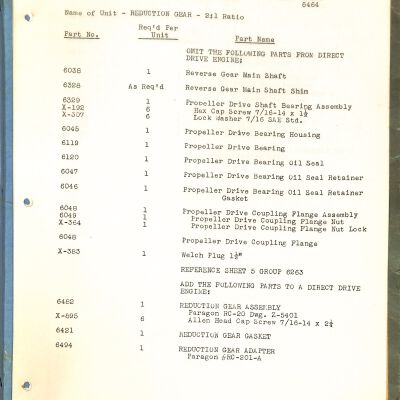 6464
Name of Unit - REDUCTION GEAR - 2:1 Ratio
Part No. Req'd Per Unit Part Name
OMIT THE FOLLOWING PARTS FROM DIRECT
DRIVE ENGINE:
6038 1 Reverse Gear Main Shaft
6328 As Req'd Reverse Gear Main Shaft Shim
6329 1 Propeller Drive Shaft Bearing Assembly
X-192 6 Hex Cap Screw 7/16-14 x 1½
X-307 6 Lock Washer 7/16 SAE Std.
6045 1 Propeller Drive Bearing Housing
6119 1 Propeller Drive Bearing
6120 1 Propeller Drive Bearing Oil Seal
6047 1 Propeller Drive Bearing Oil Seal Retainer
6046 1 Propeller Drive Bearing Oil Seal Retainer
Gasket
6048 1 Propeller Drive Coupling Flange Assembly
6049 1 Propeller Drive Coupling Flange Nut
X-364 1 Propeller Drive Coupling Flange Nut Lock
6048 Propeller Drive Coupling Flange
X-383 1 Welch Plug 1½"
REFERENCE SHEET 5 GROUP 6263
ADD THE FOLLOWING PARTS TO A DIRECT DRIVE
ENGINE:
6482 1 REDUCTION GEAR ASSEMBLY
Paragon RC-20 Dwg. Z-5401
X-695 6 Allen Head Cap Screw 7/16-14 x
6421 1 REDUCTION GEAR GASKET
6494 1 REDUCTION GEAR ADAPTER
Paragon #RC-201-A